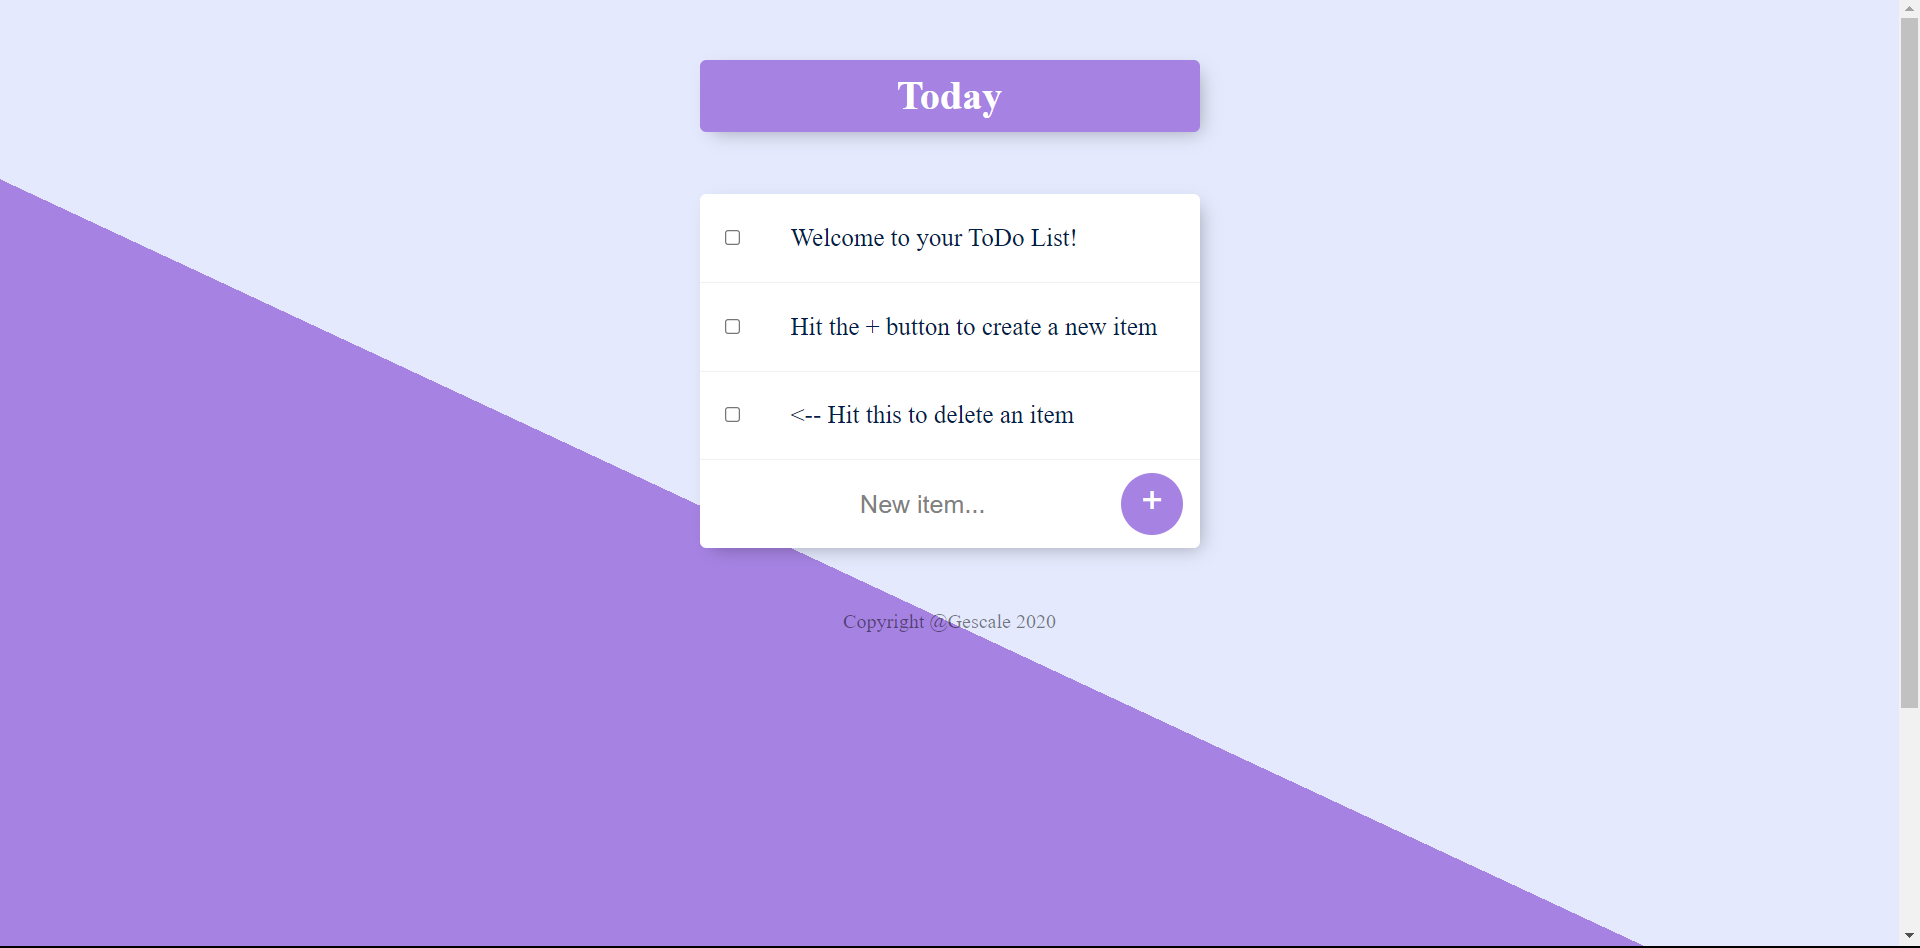 Today
Welcome to your ToDo List!
Hit the + button to create a new item
<-- Hit this to delete an item
New item...
+
Copyright @Gescale 2020